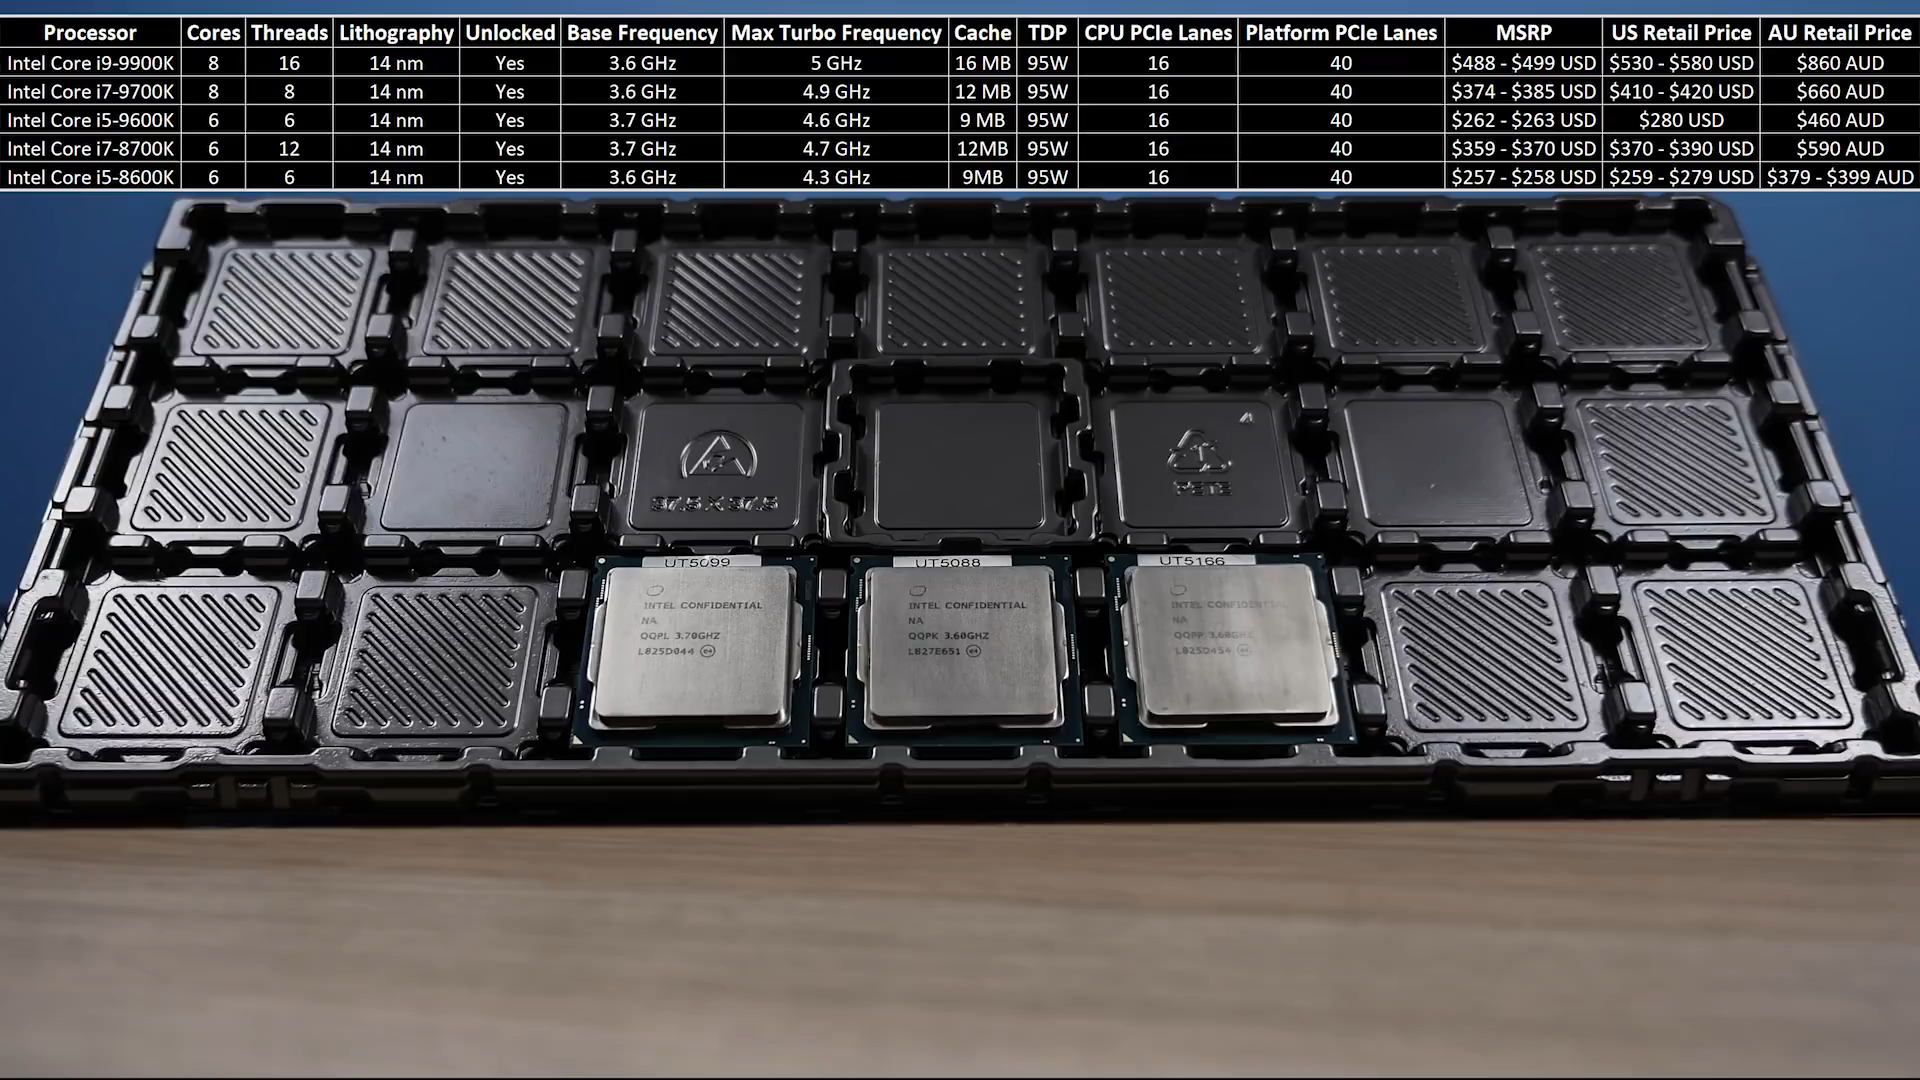 Processor Cores Threads Lithography Unlocked Base Frequency Max Turbo Frequency Cache TDP CPU PCIe Lanes Platform PCIe Lanes MSRP US Retail Price AU Retail Price
Intel Core i9-9900K 8 16 14 nm Yes 3.6 GHz 5 GHz 16 MB 95W 16 40 $488 - $499 USD $530 - $580 USD $860 AUD
Intel Core i7-9700K 8 8 14 nm Yes 3.6 GHz 4.9 GHz 12 MB 95W 16 40 $374 - $385 USD $410 - $420 USD $660 AUD
Intel Core i5-9600K 6 6 14 nm Yes 3.7 GHz 4.6 GHz 9 MB 95W 16 40 $262 - $263 USD $280 USD $460 AUD
Intel Core i7-8700K 6 12 14 nm Yes 3.7 GHz 4.7 GHz 12MB 95W 16 40 $359 - $370 USD $370 - $390 USD $590 AUD
Intel Core i5-8600K 6 6 14 nm Yes 3.6 GHz 4.3 GHz 9MB 95W 16 40 $257 - $258 USD $259 - $279 USD $379 - $399 AUD
37.5 X 37.5
1
PETE
UT5099
INTEL CONFIDENTIAL
NA
QQPL 3.70GHZ
L825D044 e4
UT5088
INTEL CONFIDENTIAL
NA
QQPK 3.60GHZ
L827E651 e4
UT5166
INTEL CONFIDENTIAL
NA
QQPP 3.60GHZ
L825D454 e4